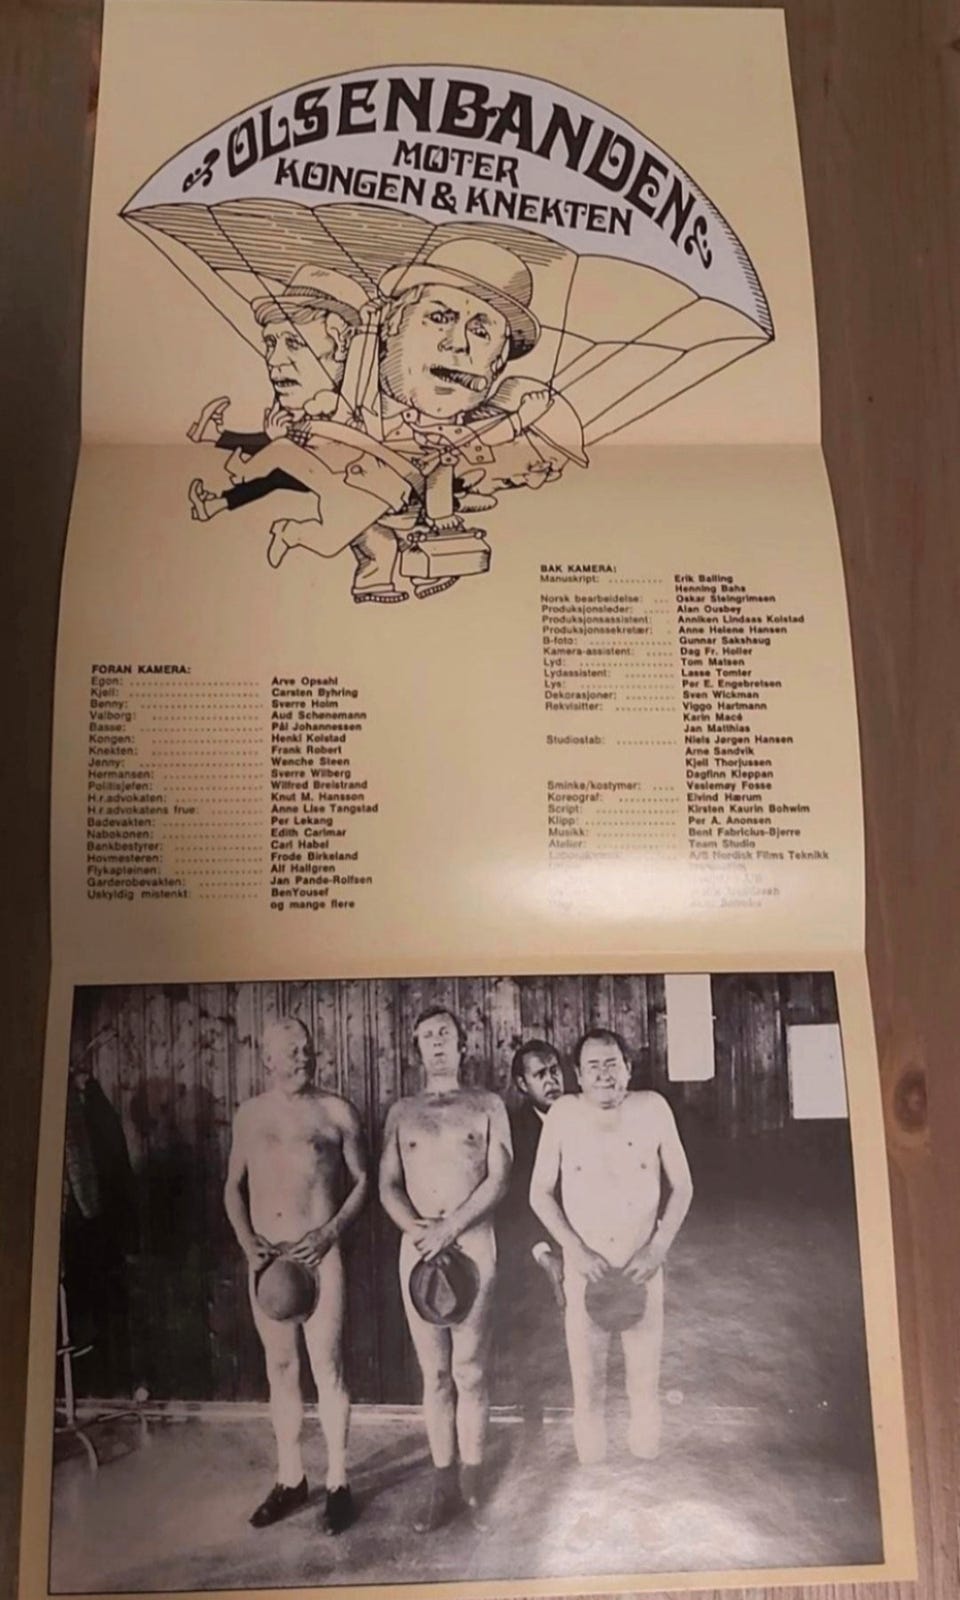 OLSENBANDEN
MØTER
KONGEN & KNEKTEN
FORAN KAMERA:
Egon: Arve Opsahl
Kjell: Carsten Byhring
Benny: Sverre Holm
Valborg: Aud Schønemann
Basse: Pål Johannessen
Kongen: Henki Kolstad
Knekten: Frank Robert
Jenny: Wenche Steen
Hermansen: Sverre Wilberg
Politisjefen: Wilfred Breistrand
H.r.advokaten: Knut M. Hansson
H.r.advokatens frue: Anne Lise Tangstad
Badevakten: Per Lekang
Nabokonen: Edith Carlmar
Bankbestyrer: Carl Habel
Hovmesteren: Frode Birkeland
Flykapteinen: Alf Hallgren
Garderobevakten: Jan Pande-Rolfsen
Uskyldig mistenkt: BenYousef
og mange flere
BAK KAMERA:
Manuskript: Erik Balling
Henning Bahs
Norsk bearbeidelse: Oskar Steingrimsen
Produksjonsleder: Alan Ousbey
Produksjonsassistent: Anniken Lindaas Kolstad
Produksjonssekretær: Anne Helene Hansen
B-foto: Gunnar Sakshaug
Kamera-assistent: Dag Fr. Holler
Lyd: Tom Matsen
Lydassistent: Lasse Tomter
Lys: Per E. Engebretsen
Dekorasjoner: Sven Wickman
Rekvisitter: Viggo Hartmann
Karin Macé
Jan Matthias
Studiostab: Niels Jørgen Hansen
Arne Sandvik
Kjell Thorjussen
Dagfinn Kleppan
Sminke/kostymer: Veslemøy Fosse
Koreograf: Eivind Hærum
Script: Kirsten Kaurin Bohwim
Klipp: Per A. Anonsen
Musikk: Bent Fabricius-Bjerre
Atelier: Team Studio
A/S Nordisk Films Teknikk